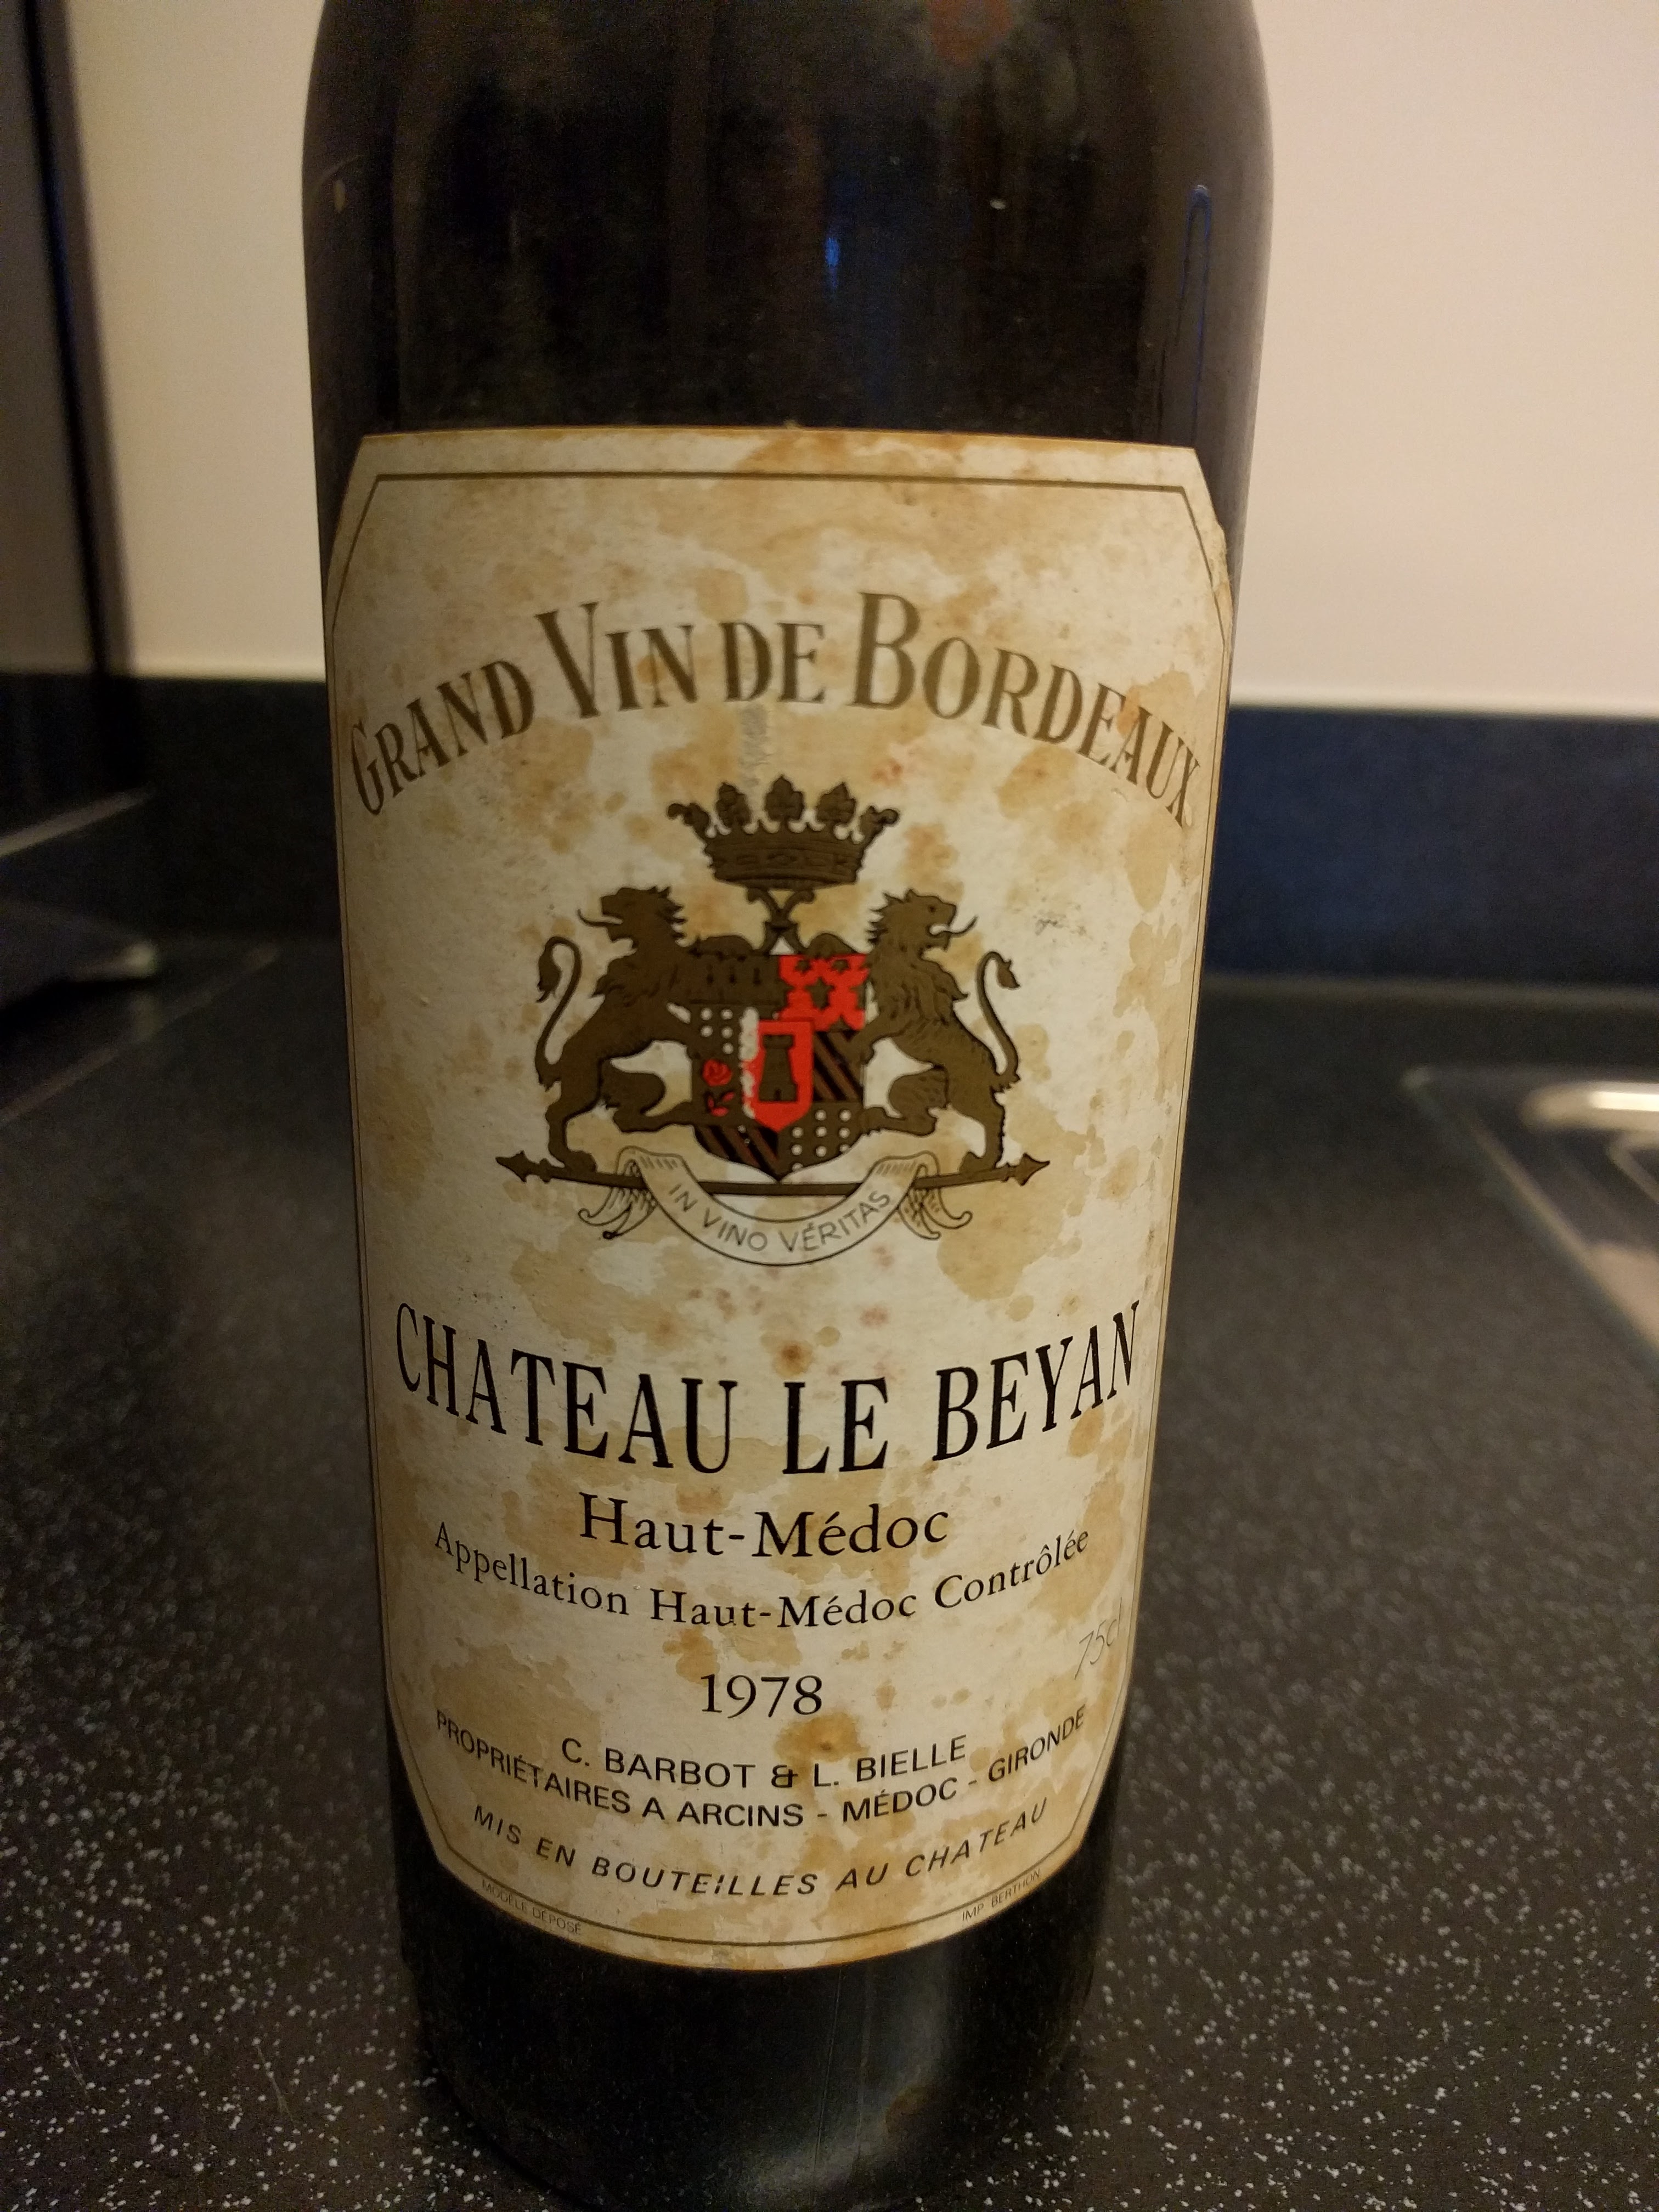 GRAND VIN DE BORDEAUX
IN VINO VÉRITAS
CHATEAU LE BEYAN
Haut-Médoc
Appellation Haut-Médoc Contrôlée
75cl
1978
C. BARBOT & L. BIELLE
PROPRIÉTAIRES A ARCINS - MÉDOC - GIRONDE
MIS EN BOUTEILLES AU CHATEAU
MODÈLE DÉPOSÉ
IMP. BERTHON